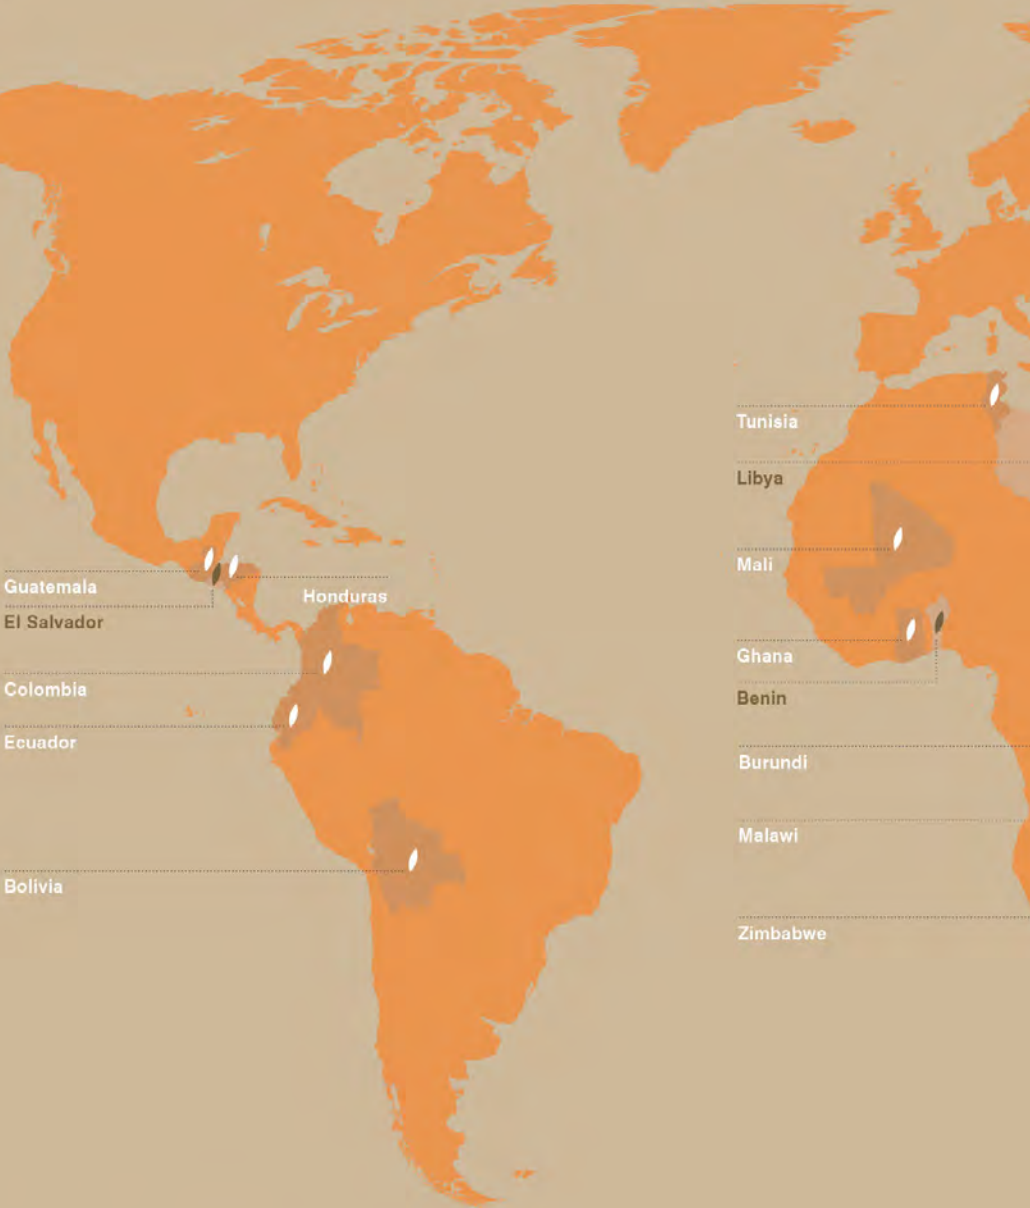 Guatemala
Honduras
El Salvador
Colombia
Ecuador
Bolivia
Tunisia
Libya
Mali
Ghana
Benin
Burundi
Malawi
Zimbabwe